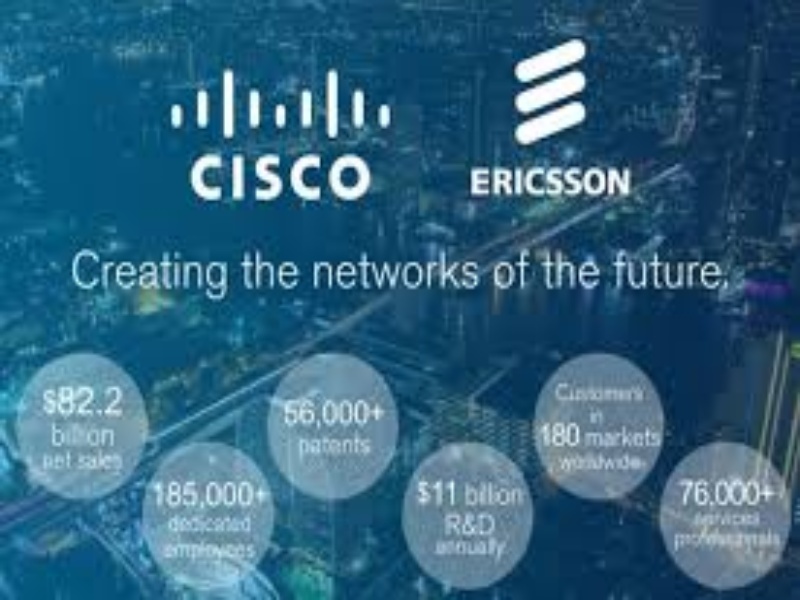 CISCO
ERICSSON
Creating the networks of the future.
$82.2
billion
net sales
185,000+
dedicated
employees
56,000+
patents
$11 billion
R&D
annually
Customers
in
180 markets
worldwide
76,000+
services
professionals